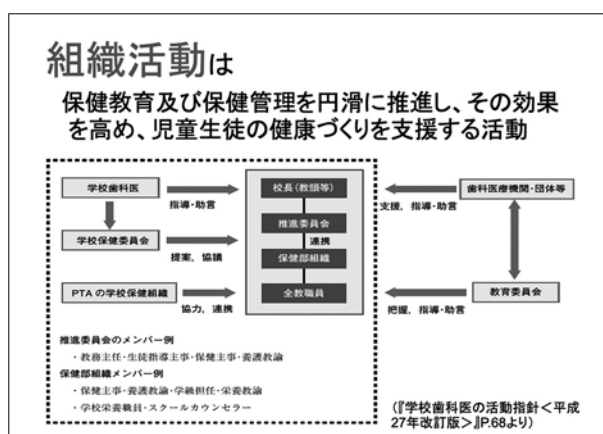 組織活動は
保健教育及び保健管理を円滑に推進し、その効果
を高め、児童生徒の健康づくりを支援する活動
学校歯科医
指導・助言
学校保健委員会
提案，協議
PTAの学校保健組織
協力，連携
校長（教頭等）
推進委員会
連携
保健部組織
全教職員
歯科医療機関・団体等
支援，指導・助言
教育委員会
把握，指導・助言
推進委員会のメンバー例
・教務主任・生徒指導主事・保健主事・養護教諭
保健部組織メンバー例
・保健主事・養護教諭・学級担任・栄養教諭
・学校栄養職員・スクールカウンセラー
（『学校歯科医の活動指針＜平成
27年改訂版＞』P.68より）